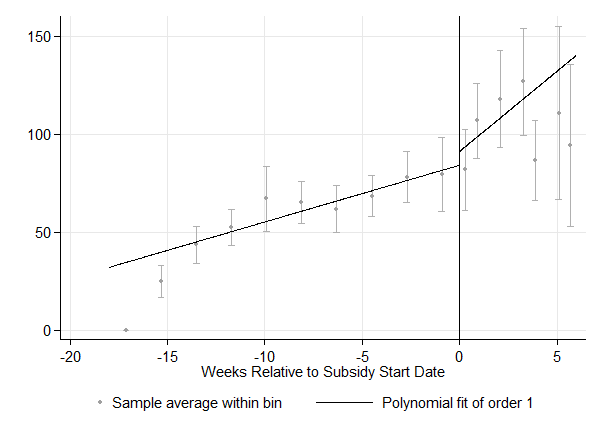 150
100
50
0
-20 -15 -10 -5 0 5
Weeks Relative to Subsidy Start Date
Sample average within bin Polynomial fit of order 1